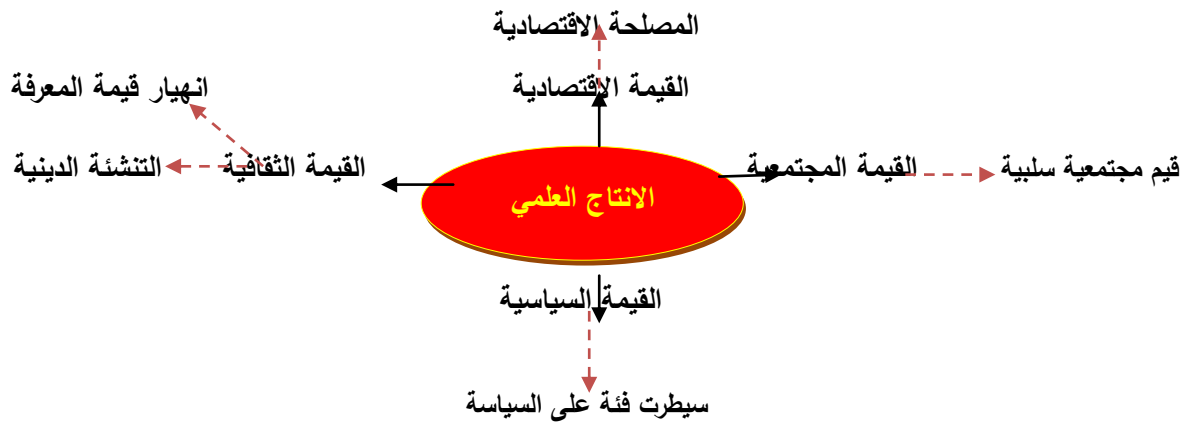 المصلحة الاقتصادية
القيمة الاقتصادية
انهيار قيمة المعرفة
قيم مجتمعية سلبية
القيمة المجتمعية
القيمة الثقافية
التنشئة الدينية
الانتاج العلمي
القيمة السياسية
سيطرت فئة على السياسة